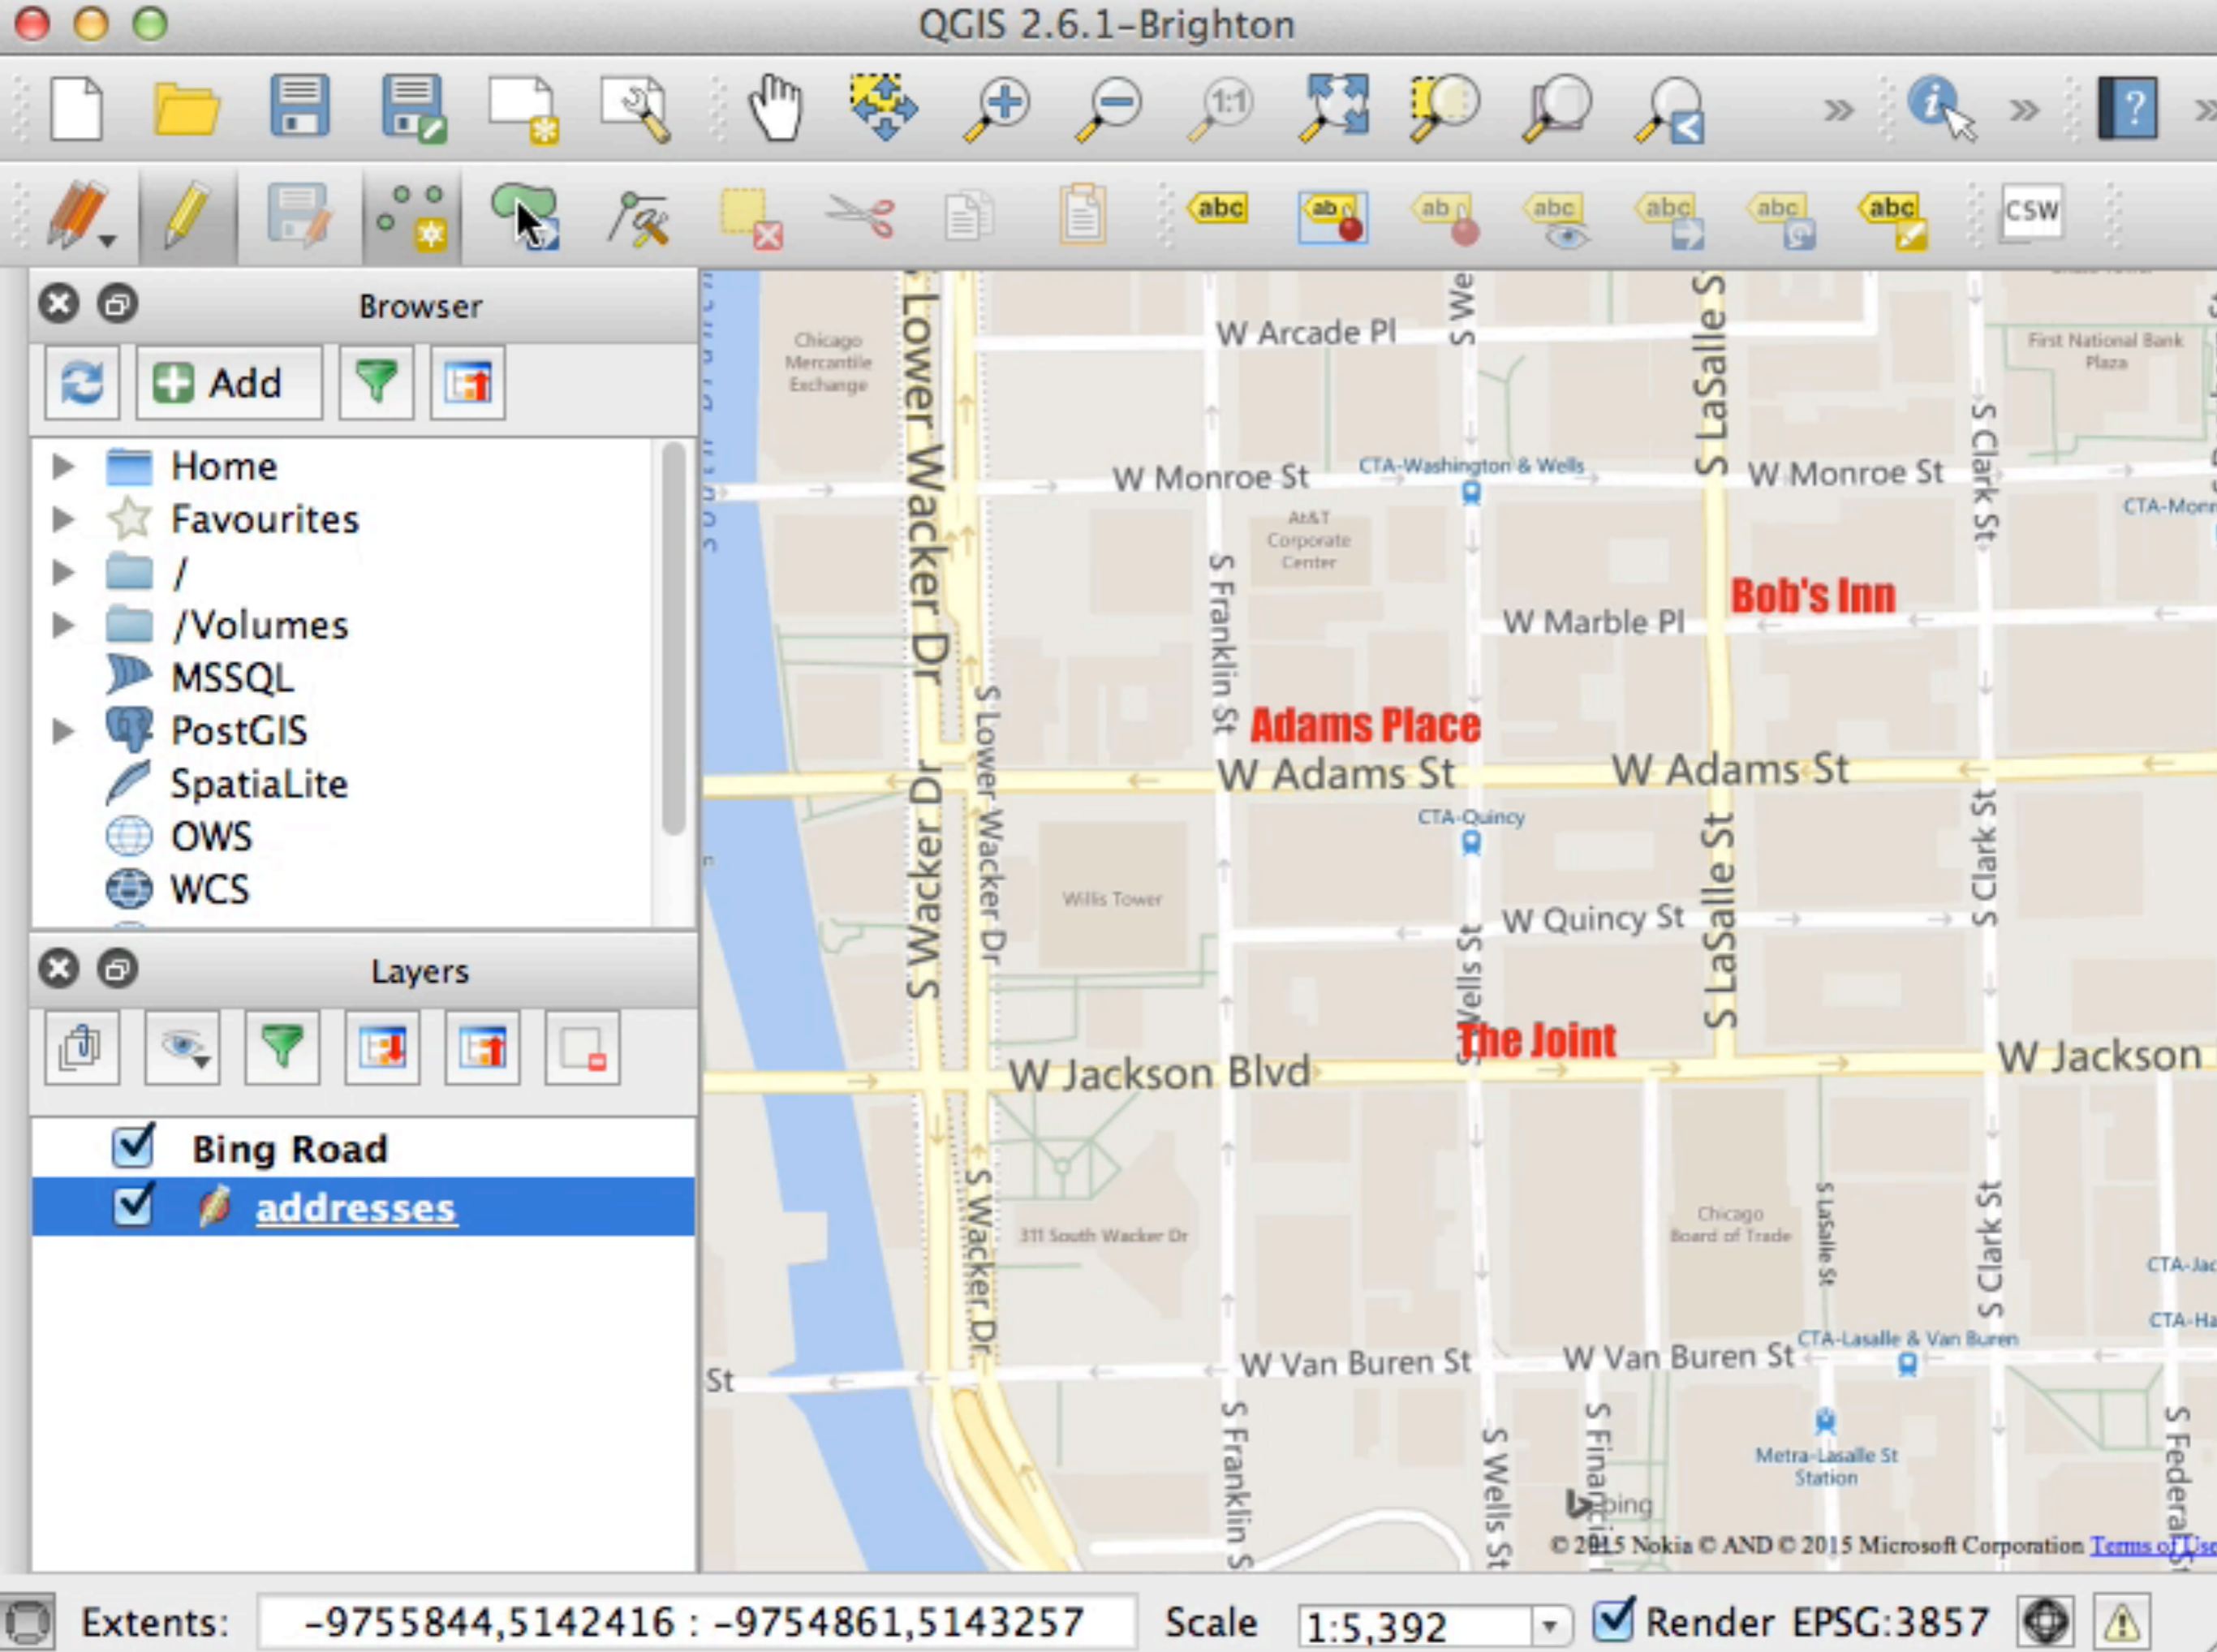 QGIS 2.6.1-Brighton
1:1
?
abc
ab
ab
abc
abc
abc
abc
CSW
Browser
Add
Home
Favourites
/
/Volumes
MSSQL
PostGIS
SpatiaLite
OWS
WCS
Layers
Bing Road
addresses
Chicago
Mercantile
Exchange
Lower Wacker Dr
W Arcade Pl
S We
S LaSalle S
First National Bank
Plaza
S Clark St
W Monroe St
CTA-Washington & Wells
W Monroe St
CTA-Monr
At&T
Corporate
Center
S Franklin St
W Marble Pl
Bob's Inn
S Lower Wacker Dr
Adams Place
W Adams St
W Adams St
S Wacker Dr
CTA-Quincy
S LaSalle St
S Clark St
Willis Tower
W Quincy St
S Wells St
The Joint
W Jackson Blvd
W Jackson
S Wacker Dr
311 South Wacker Dr
Chicago
Board of Trade
S LaSalle St
S Clark St
CTA-Jac
CTA-Ha
CTA-Lasalle & Van Buren
W Van Buren St
W Van Buren St
St
S Franklin S
S Wells St
Metra-Lasalle St
Station
bing
© 2015 Nokia © AND © 2015 Microsoft Corporation Terms of Use
Extents: -9755844,5142416 : -9754861,5143257 Scale 1:5,392 Render EPSG:3857